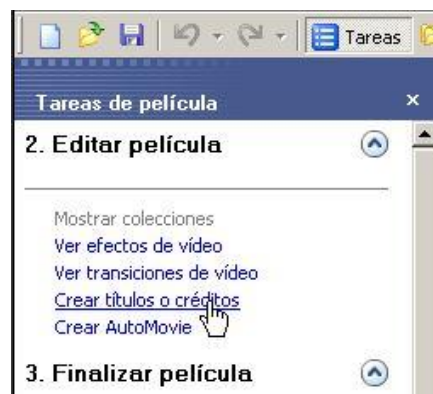 Tareas
Tareas de película
2. Editar película
Mostrar colecciones
Ver efectos de vídeo
Ver transiciones de vídeo
Crear títulos o créditos
Crear AutoMovie
3. Finalizar película